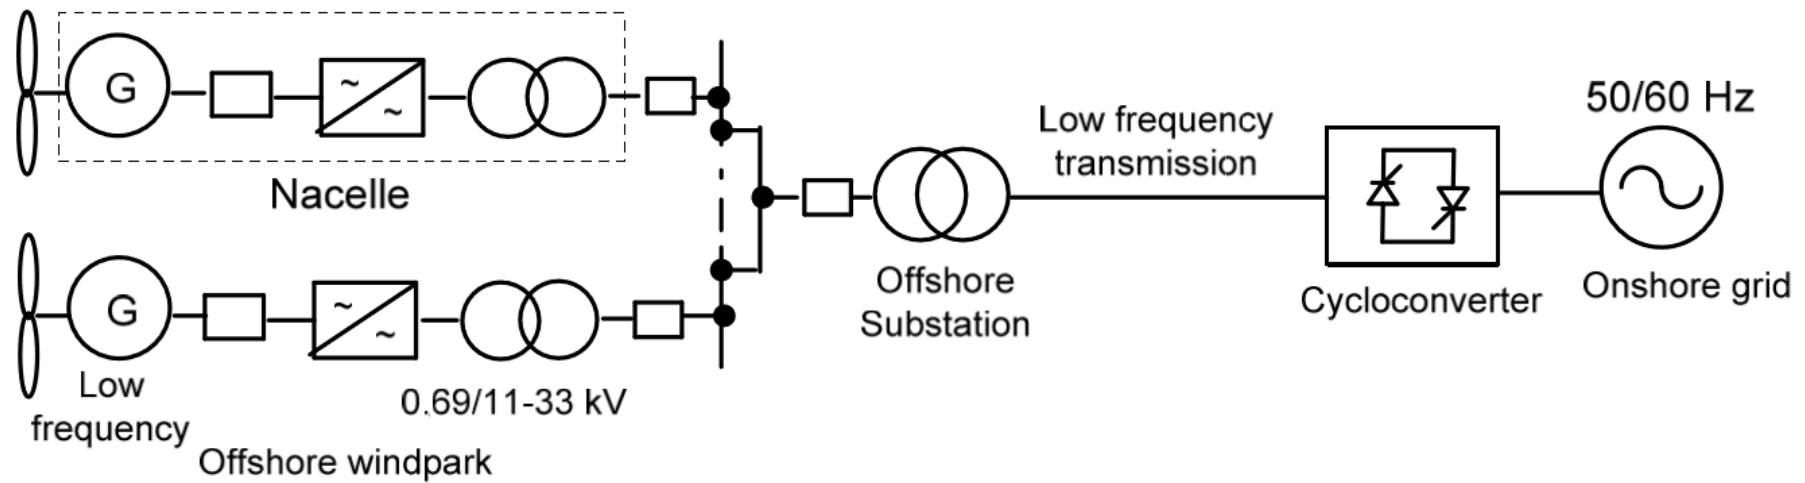 G
~
~
50/60 Hz
Low frequency
transmission
Nacelle
G
~
~
Offshore
Substation
Cycloconverter
Onshore grid
Low
frequency
0.69/11-33 kV
Offshore windpark